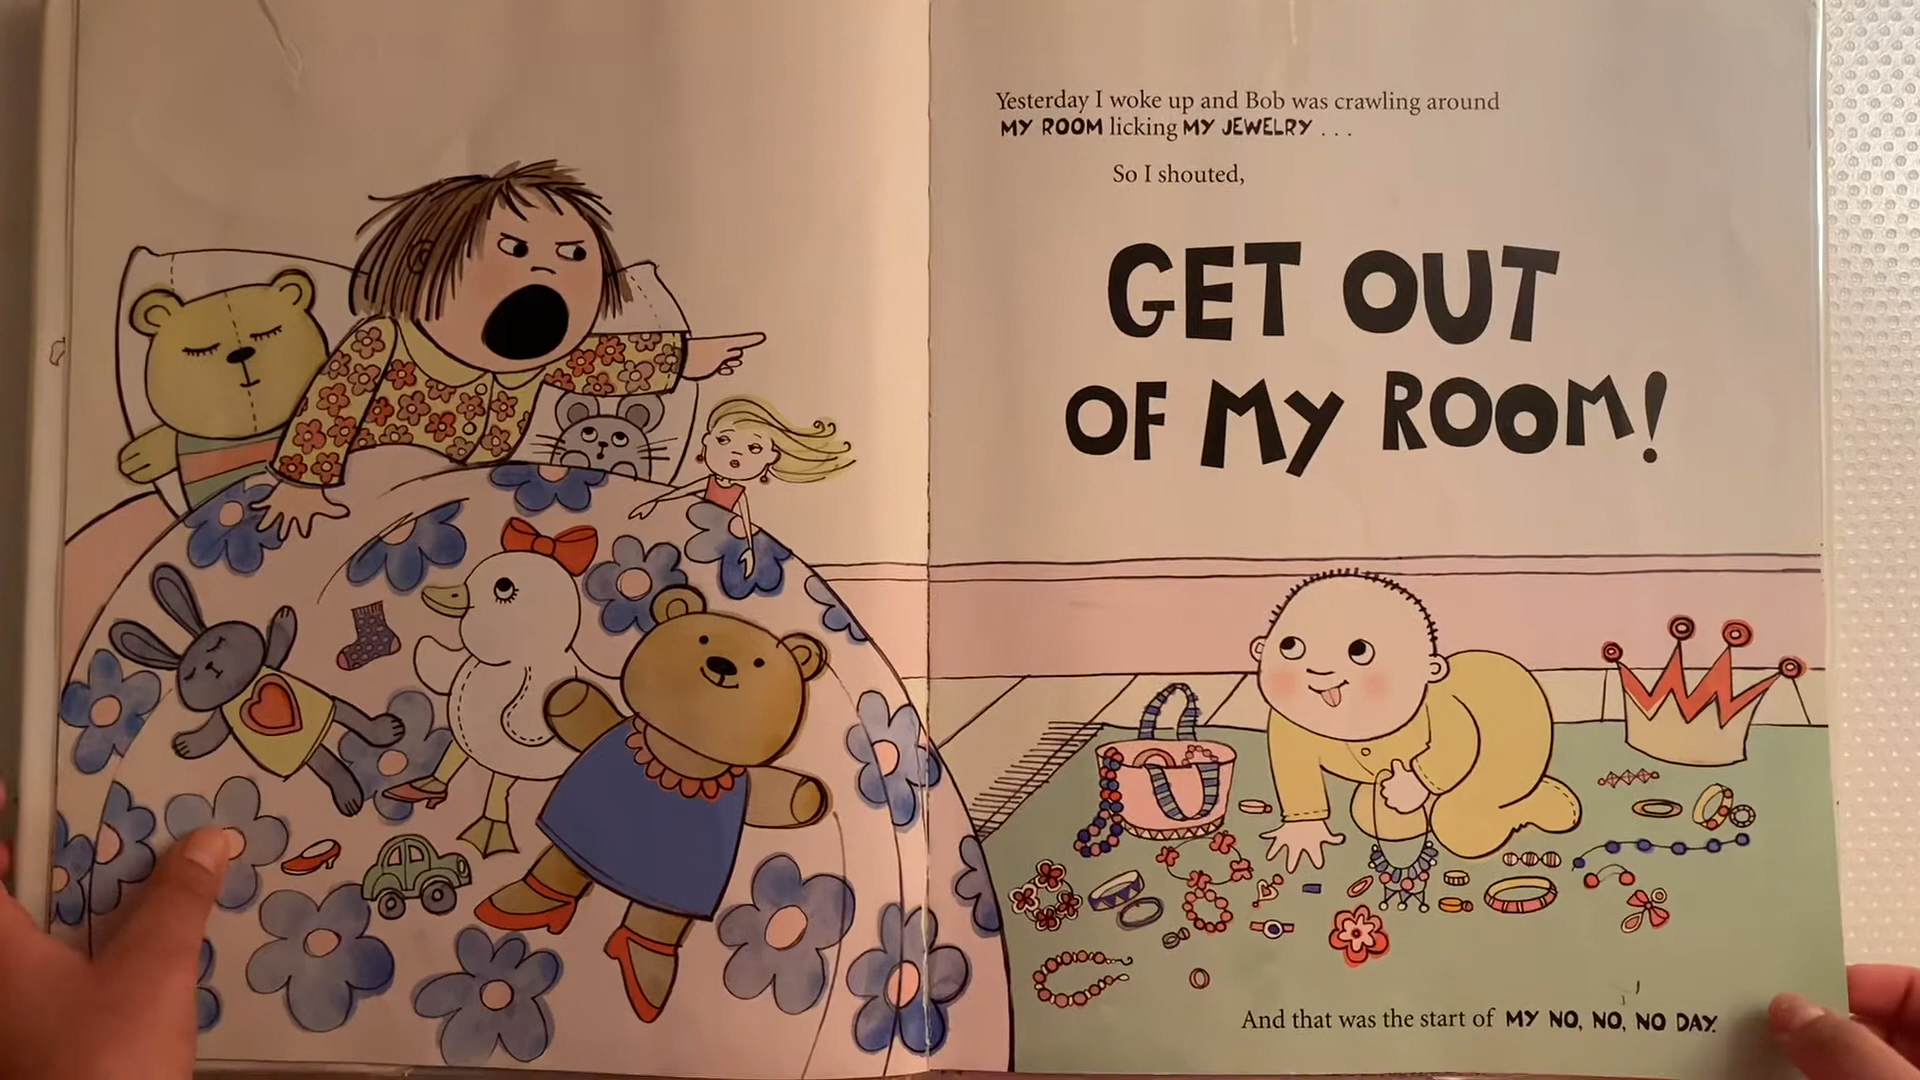 Yesterday I woke up and Bob was crawling around
MY ROOM licking MY JEWELRY . . .
So I shouted,
GET OUT
OF MY ROOM!
And that was the start of MY NO, NO, NO DAY.